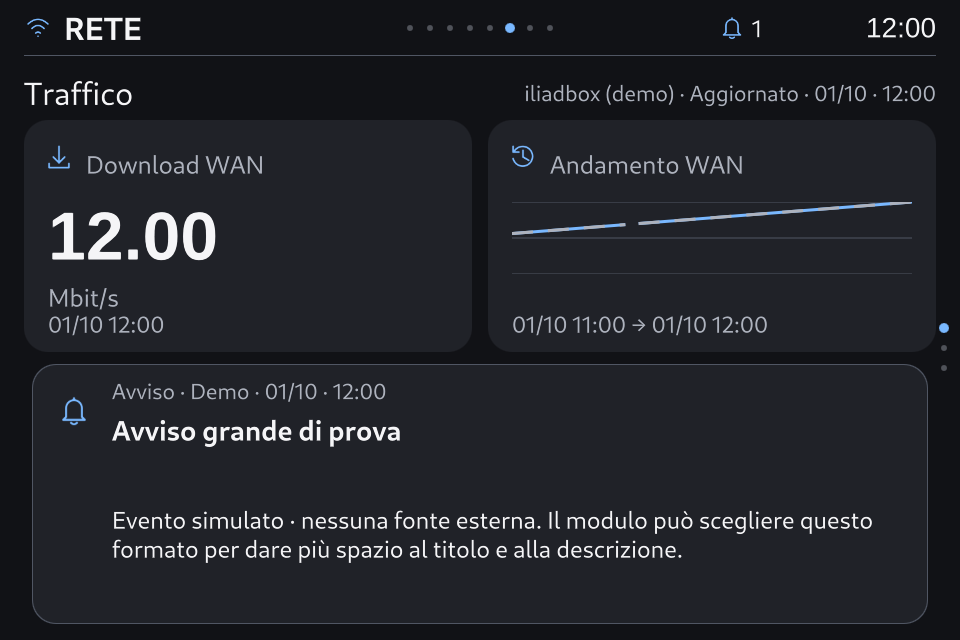 RETE
1
12:00
Traffico
iliadbox (demo) · Aggiornato · 01/10 · 12:00
Download WAN
12.00
Mbit/s
01/10 12:00
Andamento WAN
01/10 11:00 → 01/10 12:00
Avviso · Demo · 01/10 · 12:00
Avviso grande di prova
Evento simulato · nessuna fonte esterna. Il modulo può scegliere questo
formato per dare più spazio al titolo e alla descrizione.